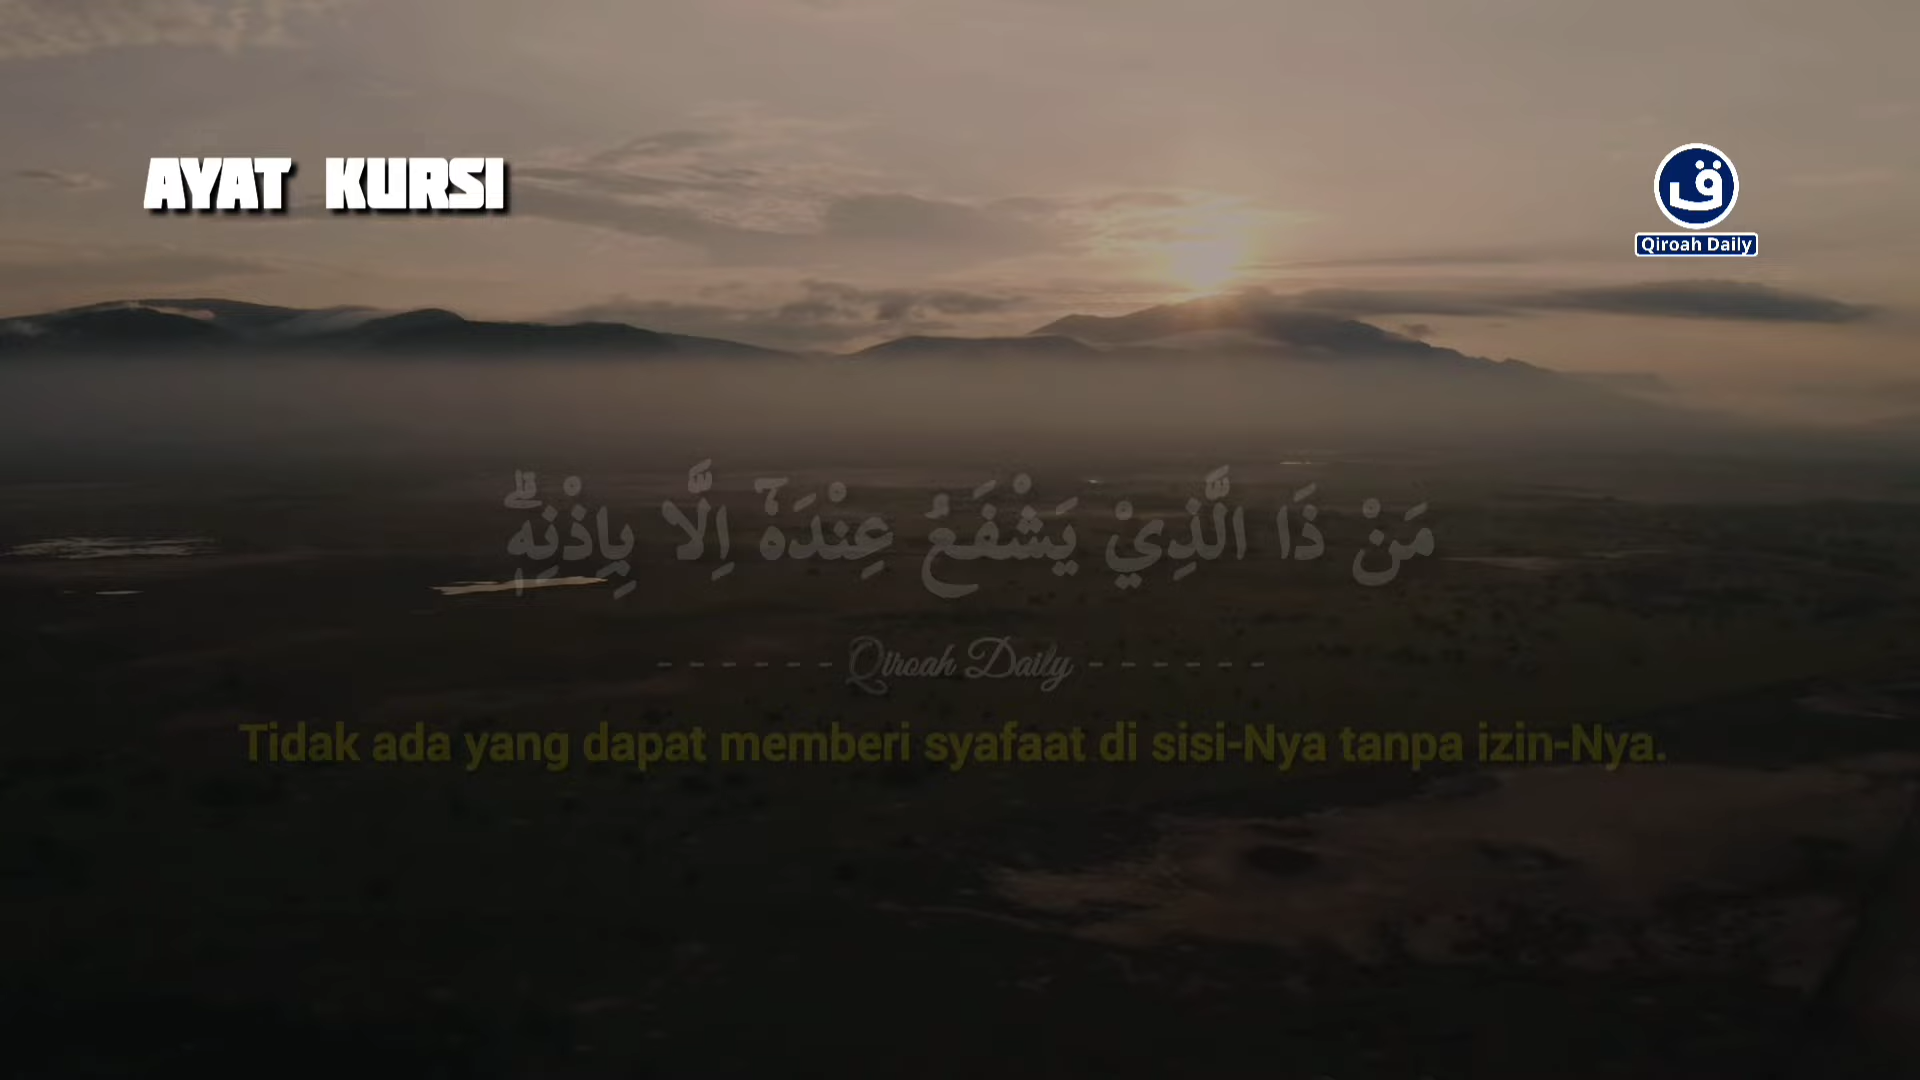 AYAT KURSI
ق
Qiroah Daily
مَنْ ذَا الَّذِيْ يَشْفَعُ عِنْدَهٗٓ اِلَّا بِاِذْنِهٖۗ
------ Qiroah Daily ------
Tidak ada yang dapat memberi syafaat di sisi-Nya tanpa izin-Nya.